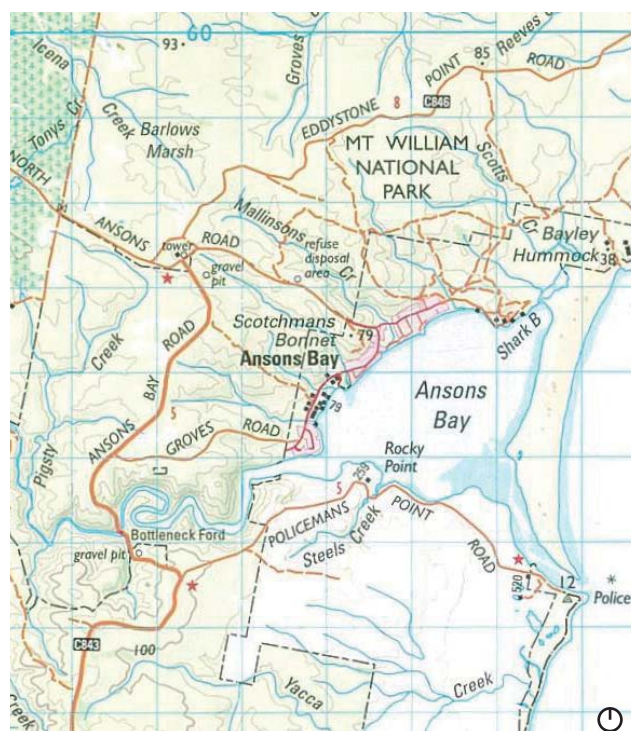 60
Icena
Creek
93
Groves
Reeves C
85
ROAD
POINT
C846
8
EDDYSTONE
Tonys Cr
Barlows
Marsh
MT WILLIAM
NATIONAL
PARK
Scotts
Cr
NORTH
ANSONS
ROAD
Mallinsons
Cr
Bayley
Hummock
38
tower
refuse
disposal
area
gravel
pit
Scotchmans
Bonnet
79
Shark B
Ansons Bay
Creek
ROAD
BAY
ANSONS
5
79
Ansons
Bay
GROVES
ROAD
Pigsty
Rocky
Point
259
5
POLICEMANS
POINT
ROAD
Bottleneck Ford
Steels Creek
gravel pit
520
12
Police
C843
100
Yacca
Creek
Creek